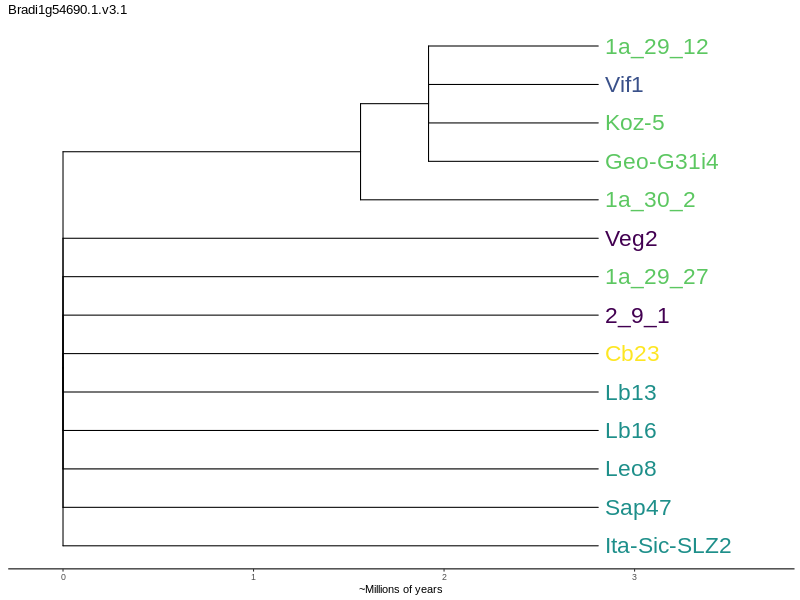 Bradi1g54690.1.v3.1
1a_29_12
Vif1
Koz-5
Geo-G31i4
1a_30_2
Veg2
1a_29_27
2_9_1
Cb23
Lb13
Lb16
Leo8
Sap47
Ita-Sic-SLZ2
0 1 2 3
~Millions of years